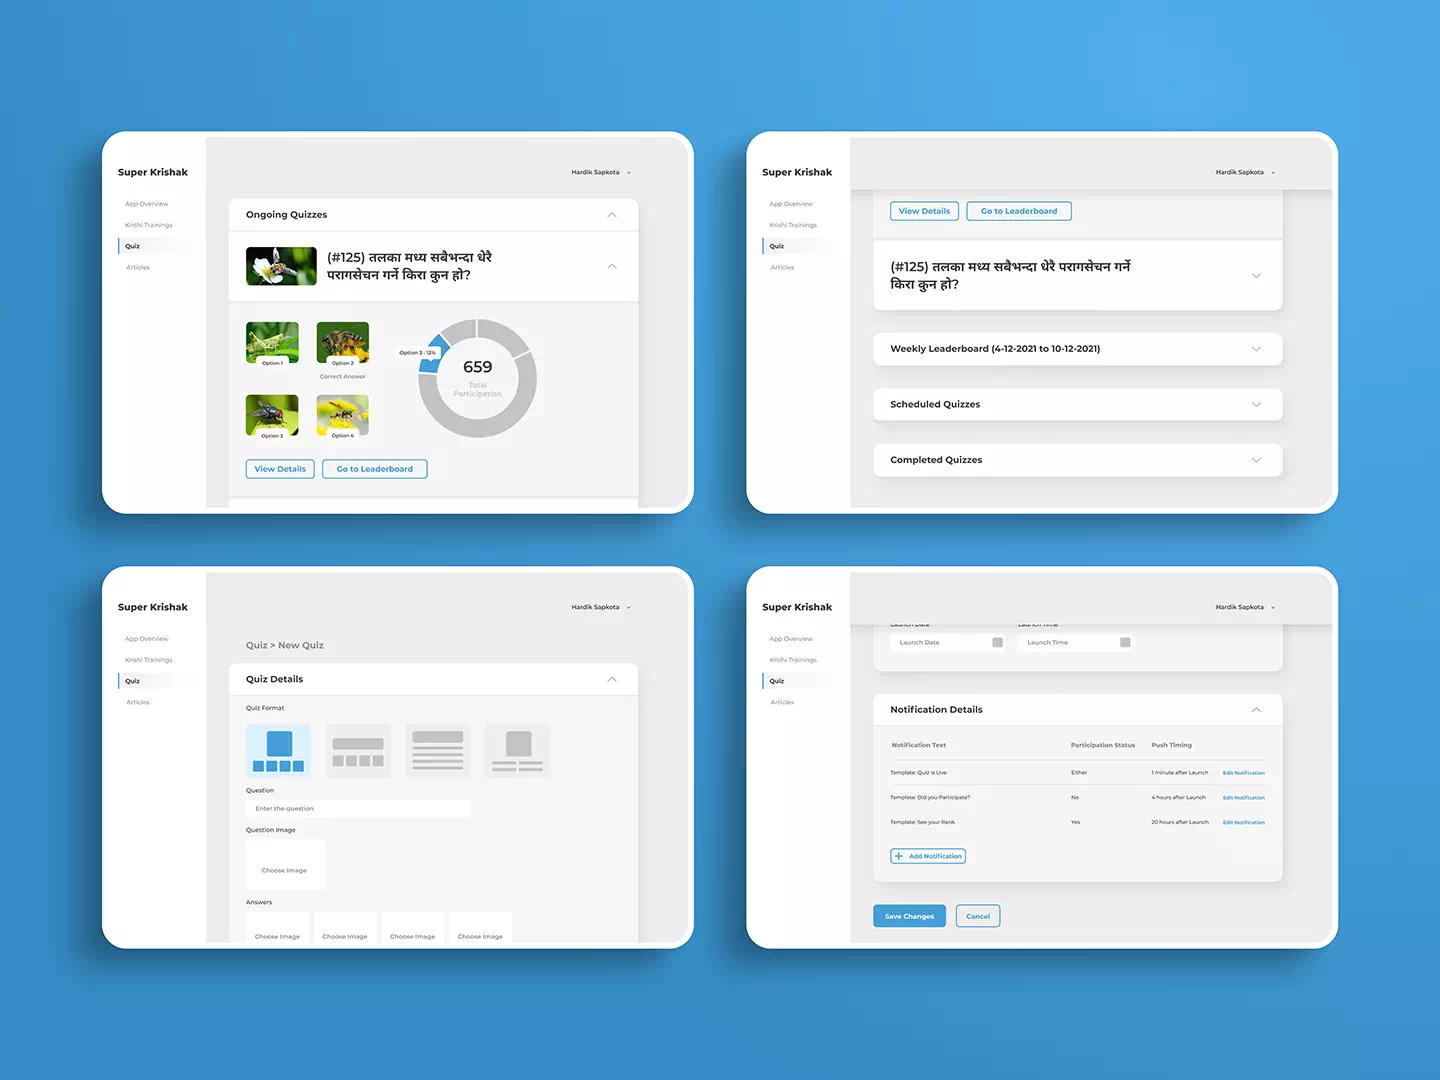 Super Krishak
Hardik Sapkota
App Overview
Krishi Trainings
Quiz
Articles
Ongoing Quizzes
(#125) तलका मध्य सबैभन्दा धेरै
परागसेचन गर्ने किरा कुन हो?
Option 1
Option 2
Correct Answer
Option 3
Option 4
Option 3 : 13%
659
Total
Participation
View Details
Go to Leaderboard
Super Krishak
Hardik Sapkota
App Overview
Krishi Trainings
Quiz
Articles
View Details
Go to Leaderboard
(#125) तलका मध्य सबैभन्दा धेरै परागसेचन गर्ने
किरा कुन हो?
Weekly Leaderboard (4-12-2021 to 10-12-2021)
Scheduled Quizzes
Completed Quizzes
Super Krishak
Hardik Sapkota
App Overview
Krishi Trainings
Quiz
Articles
Quiz > New Quiz
Quiz Details
Quiz Format
Question
Enter the question
Question Image
Choose Image
Answers
Choose Image
Choose Image
Choose Image
Choose Image
Super Krishak
Hardik Sapkota
App Overview
Krishi Trainings
Quiz
Articles
Launch Date
Launch Time
Launch Date
Launch Time
Notification Details
Notification Text
Participation Status
Push Timing
Template: Quiz is Live
Either
1 minute after Launch
Edit Notification
Template: Did you Participate?
No
4 hours after Launch
Edit Notification
Template: See your Rank
Yes
20 hours after Launch
Edit Notification
+ Add Notification
Save Changes
Cancel